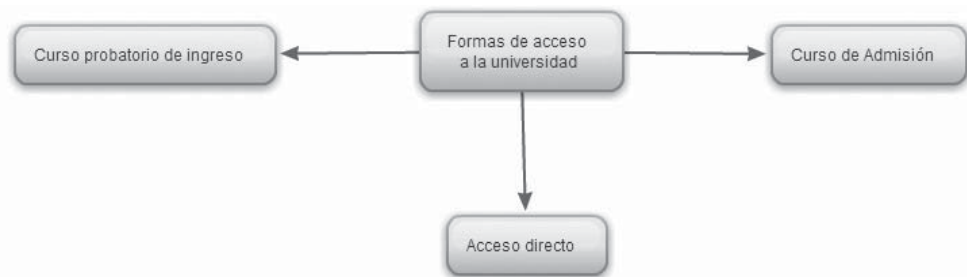 Formas de acceso
a la universidad
Curso probatorio de ingreso
Curso de Admisión
Acceso directo